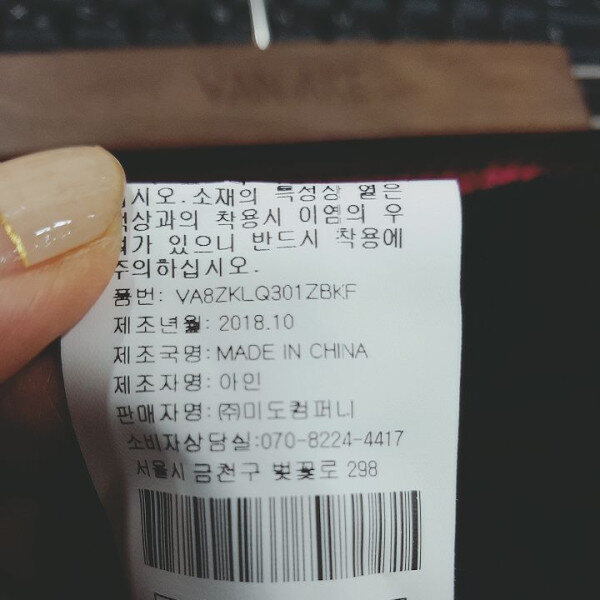 십시오.소재의 특성상 옅은
색상과의 착용시 이염의 우
려가 있으니 반드시 착용에
주의하십시오.
품번: VA8ZKLQ301ZBKF
제조년월: 2018.10
제조국명: MADE IN CHINA
제조자명: 아인
판매자명: ㈜미도컴퍼니
소비자상담실:070-8224-4417
서울시 금천구 벚꽃로 298